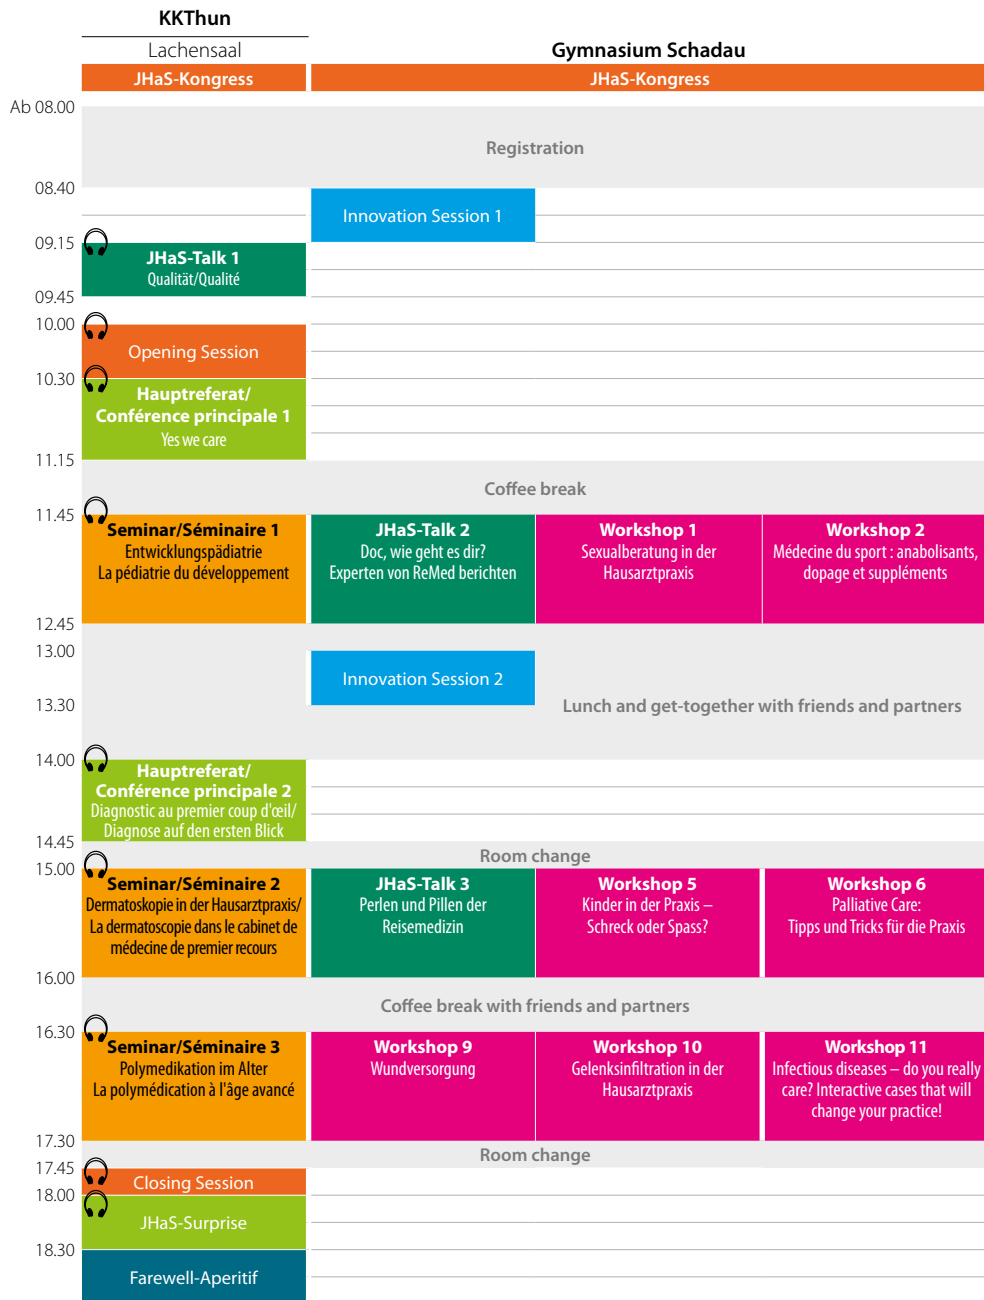 KKThun
Lachensaal
Gymnasium Schadau
JHaS-Kongress
JHaS-Kongress
Ab 08.00
Registration
08.40
Innovation Session 1
09.15
JHaS-Talk 1
Qualität/Qualité
09.45
10.00
Opening Session
10.30
Hauptreferat/
Conférence principale 1
Yes we care
11.15
Coffee break
11.45
Seminar/Séminaire 1
Entwicklungspädiatrie
La pédiatrie du développement
JHaS-Talk 2
Doc, wie geht es dir?
Experten von ReMed berichten
Workshop 1
Sexualberatung in der
Hausarztpraxis
Workshop 2
Médecine du sport : anabolisants,
dopage et suppléments
12.45
13.00
Innovation Session 2
13.30
Lunch and get-together with friends and partners
14.00
Hauptreferat/
Conférence principale 2
Diagnostic au premier coup d'œil/
Diagnose auf den ersten Blick
14.45
Room change
15.00
Seminar/Séminaire 2
Dermatoskopie in der Hausarztpraxis/
La dermatoscopie dans le cabinet de
médecine de premier recours
JHaS-Talk 3
Perlen und Pillen der
Reisemedizin
Workshop 5
Kinder in der Praxis –
Schreck oder Spass?
Workshop 6
Palliative Care:
Tipps und Tricks für die Praxis
16.00
Coffee break with friends and partners
16.30
Seminar/Séminaire 3
Polymedikation im Alter
La polymédication à l'âge avancé
Workshop 9
Wundversorgung
Workshop 10
Gelenksinfiltration in der
Hausarztpraxis
Workshop 11
Infectious diseases – do you really
care? Interactive cases that will
change your practice!
17.30
Room change
17.45
Closing Session
18.00
JHaS-Surprise
18.30
Farewell-Aperitif